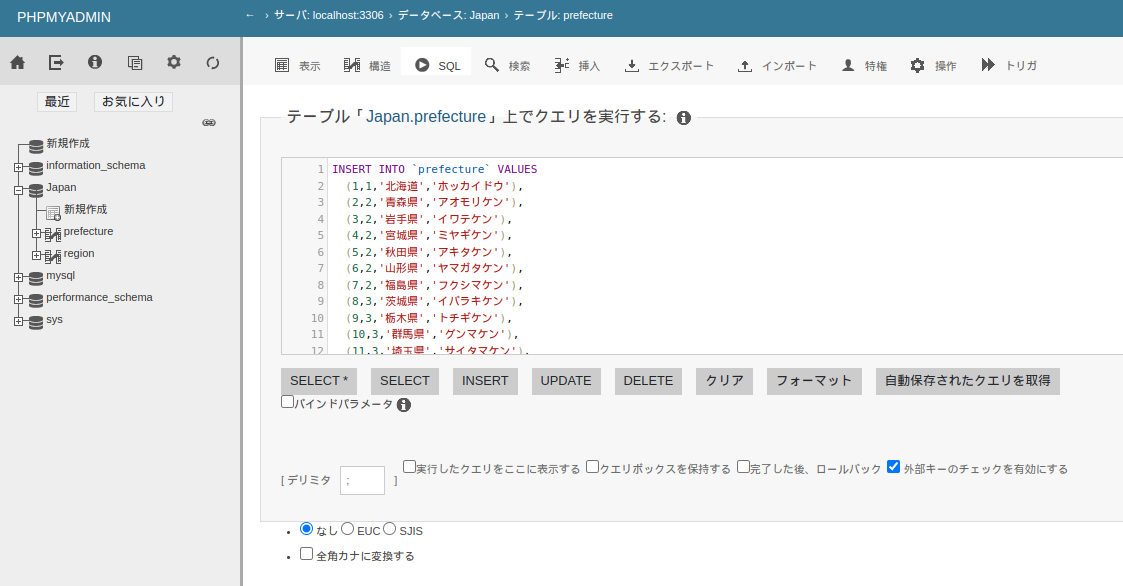 PHPMYADMIN
← › サーバ: localhost:3306 › データベース: Japan › テーブル: prefecture
表示 構造 SQL 検索 挿入 エクスポート インポート 特権 操作 トリガ
最近 お気に入り
新規作成
information_schema
Japan
新規作成
prefecture
region
mysql
performance_schema
sys
テーブル「Japan.prefecture」上でクエリを実行する:
1 INSERT INTO `prefecture` VALUES
2 (1,1,'北海道','ホッカイドウ'),
3 (2,2,'青森県','アオモリケン'),
4 (3,2,'岩手県','イワテケン'),
5 (4,2,'宮城県','ミヤギケン'),
6 (5,2,'秋田県','アキタケン'),
7 (6,2,'山形県','ヤマガタケン'),
8 (7,2,'福島県','フクシマケン'),
9 (8,3,'茨城県','イバラキケン'),
10 (9,3,'栃木県','トチギケン'),
11 (10,3,'群馬県','グンマケン'),
12 (11,3,'埼玉県','サイタマケン'),
SELECT * SELECT INSERT UPDATE DELETE クリア フォーマット 自動保存されたクエリを取得
バインドパラメータ
[ デリミタ ; ] 実行したクエリをここに表示する クエリボックスを保持する 完了した後、ロールバック 外部キーのチェックを有効にする
• なし EUC SJIS
• 全角カナに変換する